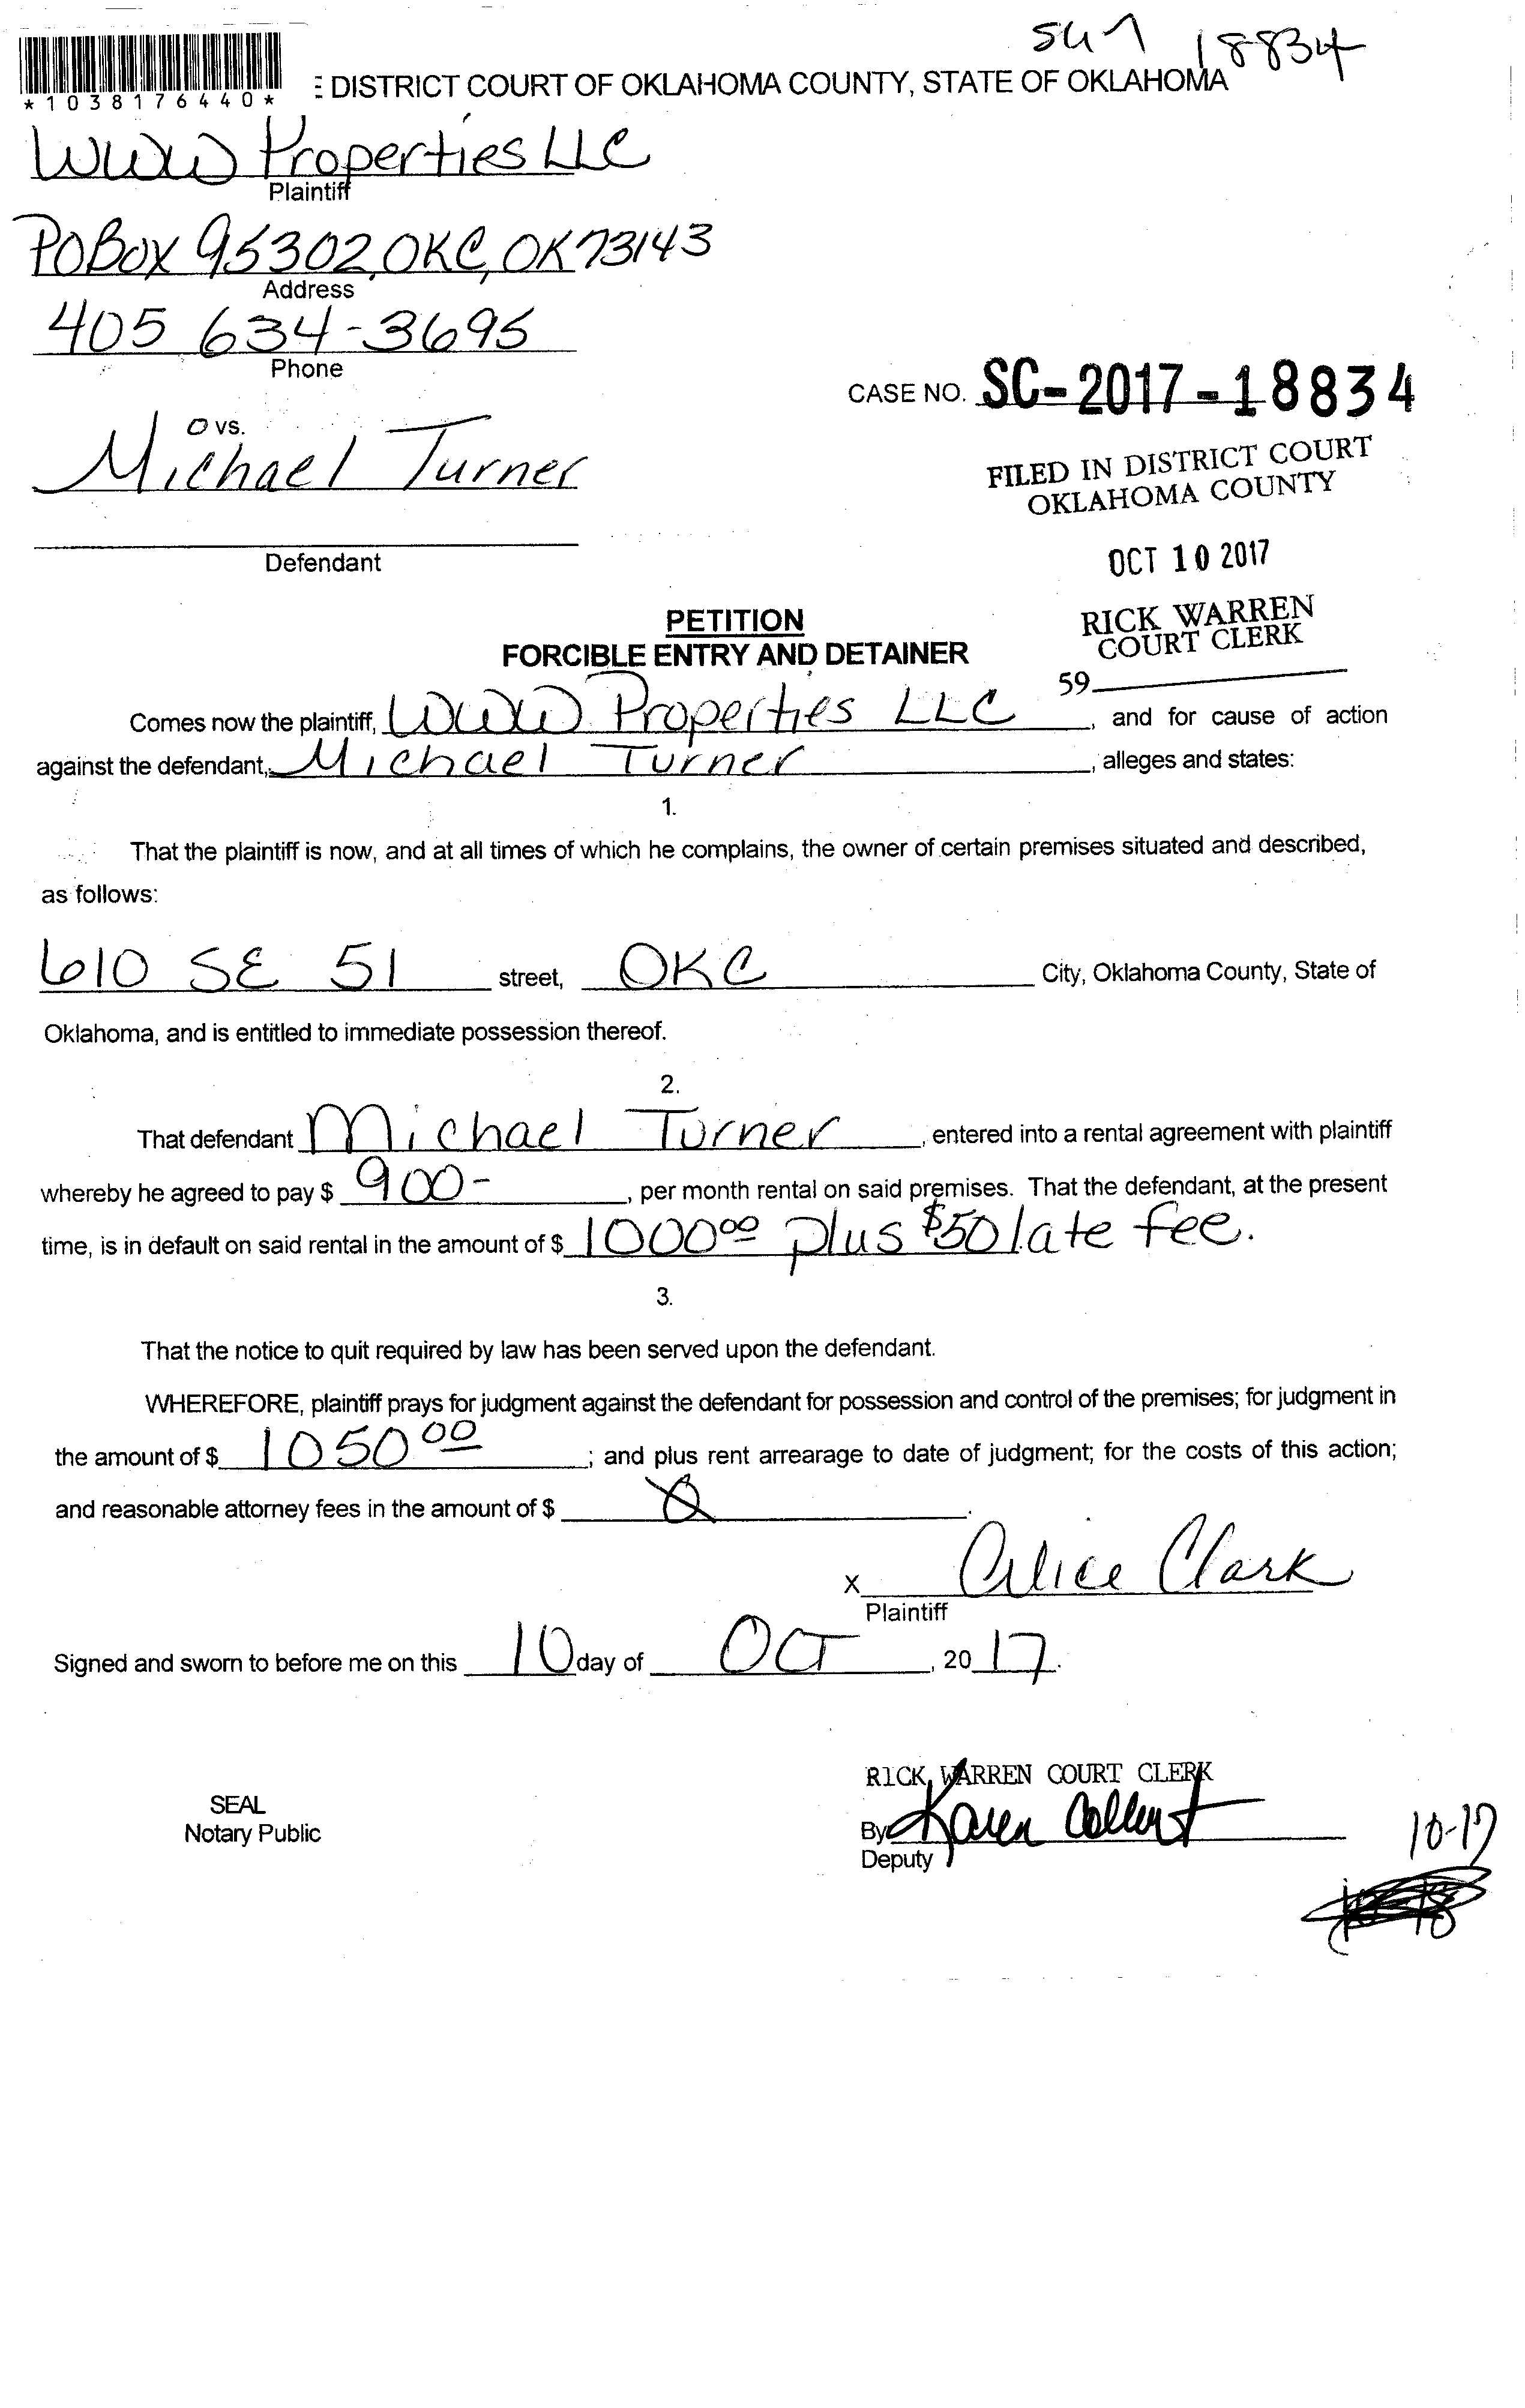 SC17 18834
*1038176440*
E DISTRICT COURT OF OKLAHOMA COUNTY, STATE OF OKLAHOMA
WWW Properties LLC
Plaintiff
PO Box 95302, OKC, OK 73143
Address
405 634-3695
Phone
CASE NO. SC-2017-18834
vs.
Michael Turner
FILED IN DISTRICT COURT
OKLAHOMA COUNTY
Defendant
OCT 10 2017
RICK WARREN
COURT CLERK
59
PETITION
FORCIBLE ENTRY AND DETAINER
Comes now the plaintiff, WWW Properties LLC, and for cause of action
against the defendant, Michael Turner, alleges and states:
1.
That the plaintiff is now, and at all times of which he complains, the owner of certain premises situated and described,
as follows:
610 SE 51 street, OKC City, Oklahoma County, State of
Oklahoma, and is entitled to immediate possession thereof.
2.
That defendant Michael Turner, entered into a rental agreement with plaintiff
whereby he agreed to pay $ 900-, per month rental on said premises. That the defendant, at the present
time, is in default on said rental in the amount of $ 1000.00 plus $50 late fee.
3.
That the notice to quit required by law has been served upon the defendant.
WHEREFORE, plaintiff prays for judgment against the defendant for possession and control of the premises; for judgment in
the amount of $ 1050 00; and plus rent arrearage to date of judgment; for the costs of this action;
and reasonable attorney fees in the amount of $ 0.
x Alice Clark
Plaintiff
Signed and sworn to before me on this 10 day of OCT, 20 17.
RICK WARREN COURT CLERK
SEAL
Notary Public
By Karen Collert
Deputy
10-17